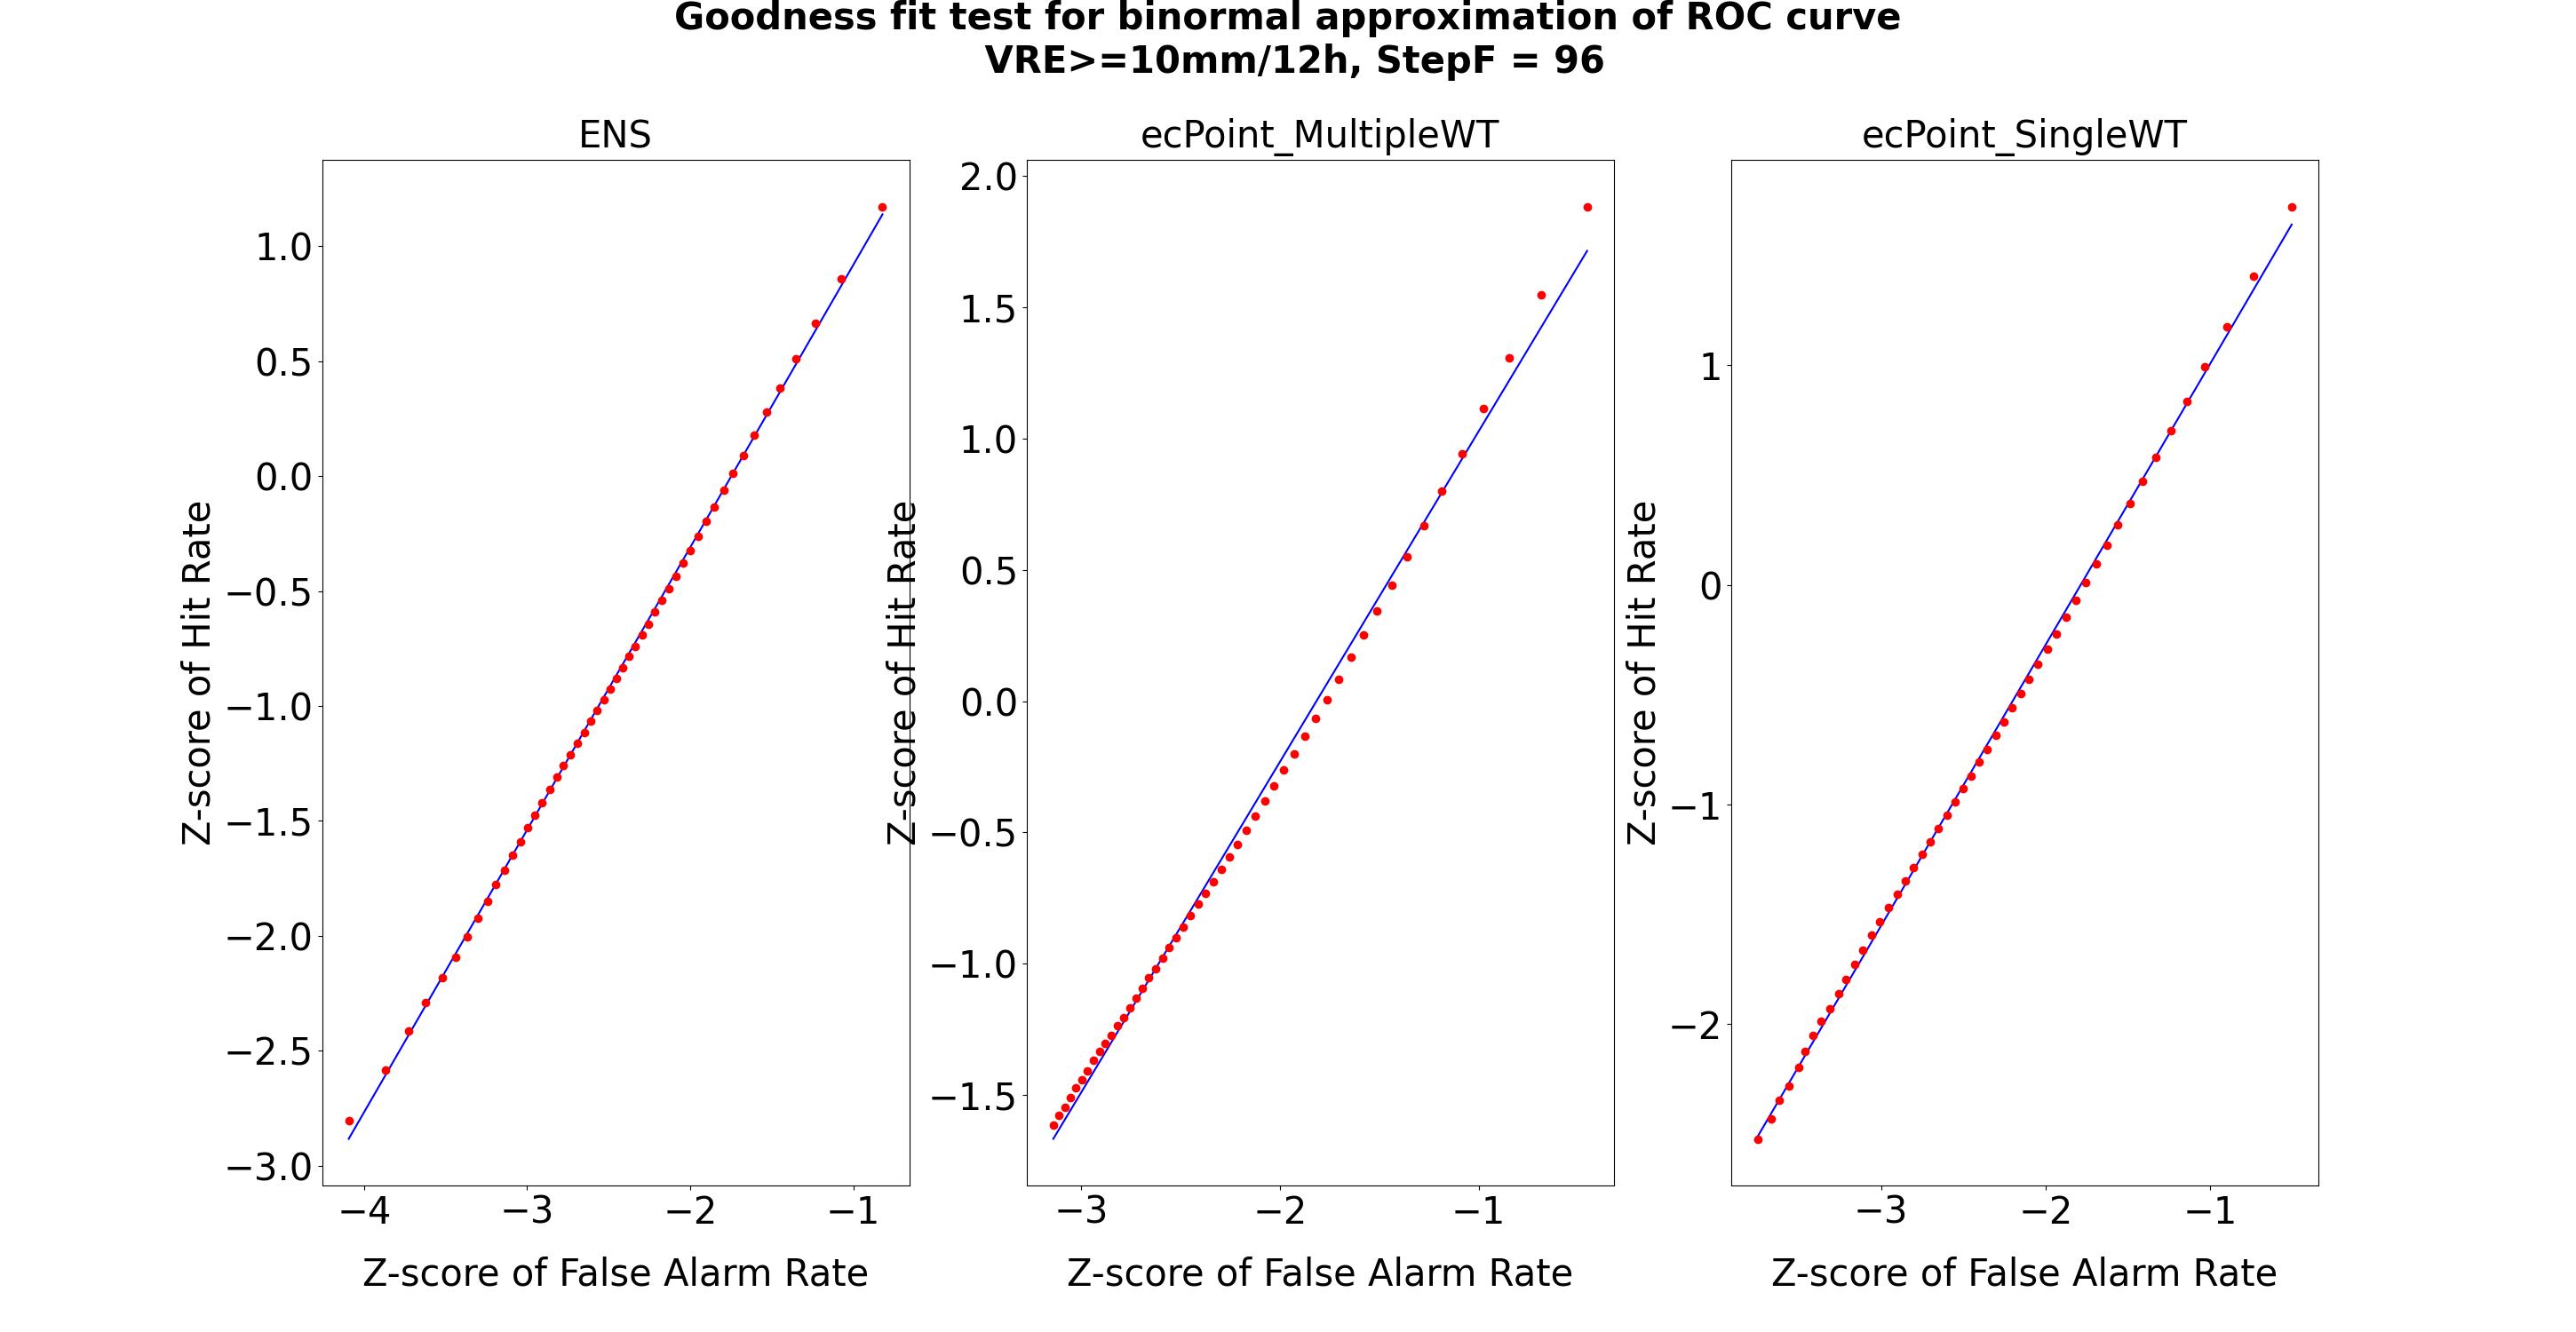 Goodness fit test for binormal approximation of ROC curve
VRE>=10mm/12h, StepF = 96
ENS
1.0
0.5
0.0
−0.5
−1.0
−1.5
−2.0
−2.5
−3.0
Z-score of Hit Rate
−4 −3 −2 −1
Z-score of False Alarm Rate
ecPoint_MultipleWT
2.0
1.5
1.0
0.5
0.0
−0.5
−1.0
−1.5
Z-score of Hit Rate
−3 −2 −1
Z-score of False Alarm Rate
ecPoint_SingleWT
1
0
−1
−2
Z-score of Hit Rate
−3 −2 −1
Z-score of False Alarm Rate